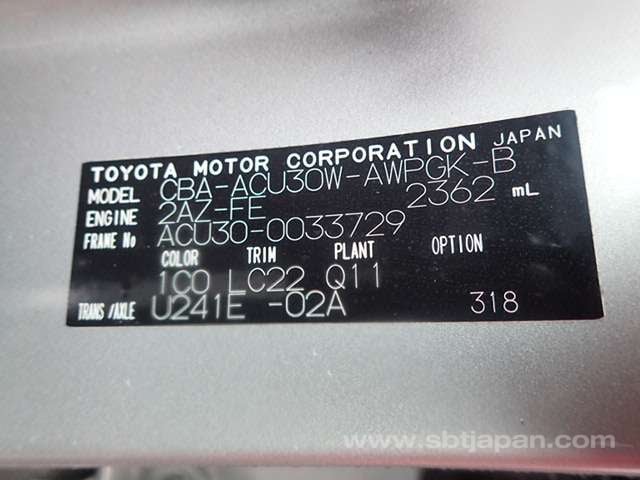 TOYOTA MOTOR CORPORATION JAPAN
MODEL CBA-ACU30W-AWPGK-B
ENGINE 2AZ-FE 2362 mL
FRAME No ACU30-0033729
COLOR TRIM PLANT OPTION
1C0 LC22 Q11
TRANS/AXLE U241E -02A 318
www.sbtjapan.com